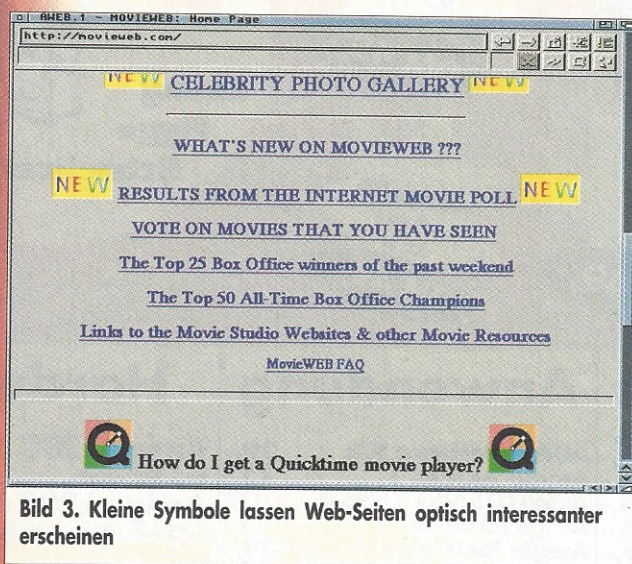 AWEB.1 - MOVIEWEB: Home Page
http://movieweb.com/
NEW CELEBRITY PHOTO GALLERY NEW
WHAT'S NEW ON MOVIEWEB ???
NEW RESULTS FROM THE INTERNET MOVIE POLL NEW
VOTE ON MOVIES THAT YOU HAVE SEEN
The Top 25 Box Office winners of the past weekend
The Top 50 All-Time Box Office Champions
Links to the Movie Studio Websites & other Movie Resources
MovieWEB FAQ
How do I get a Quicktime movie player?
Bild 3. Kleine Symbole lassen Web-Seiten optisch interessanter
erscheinen